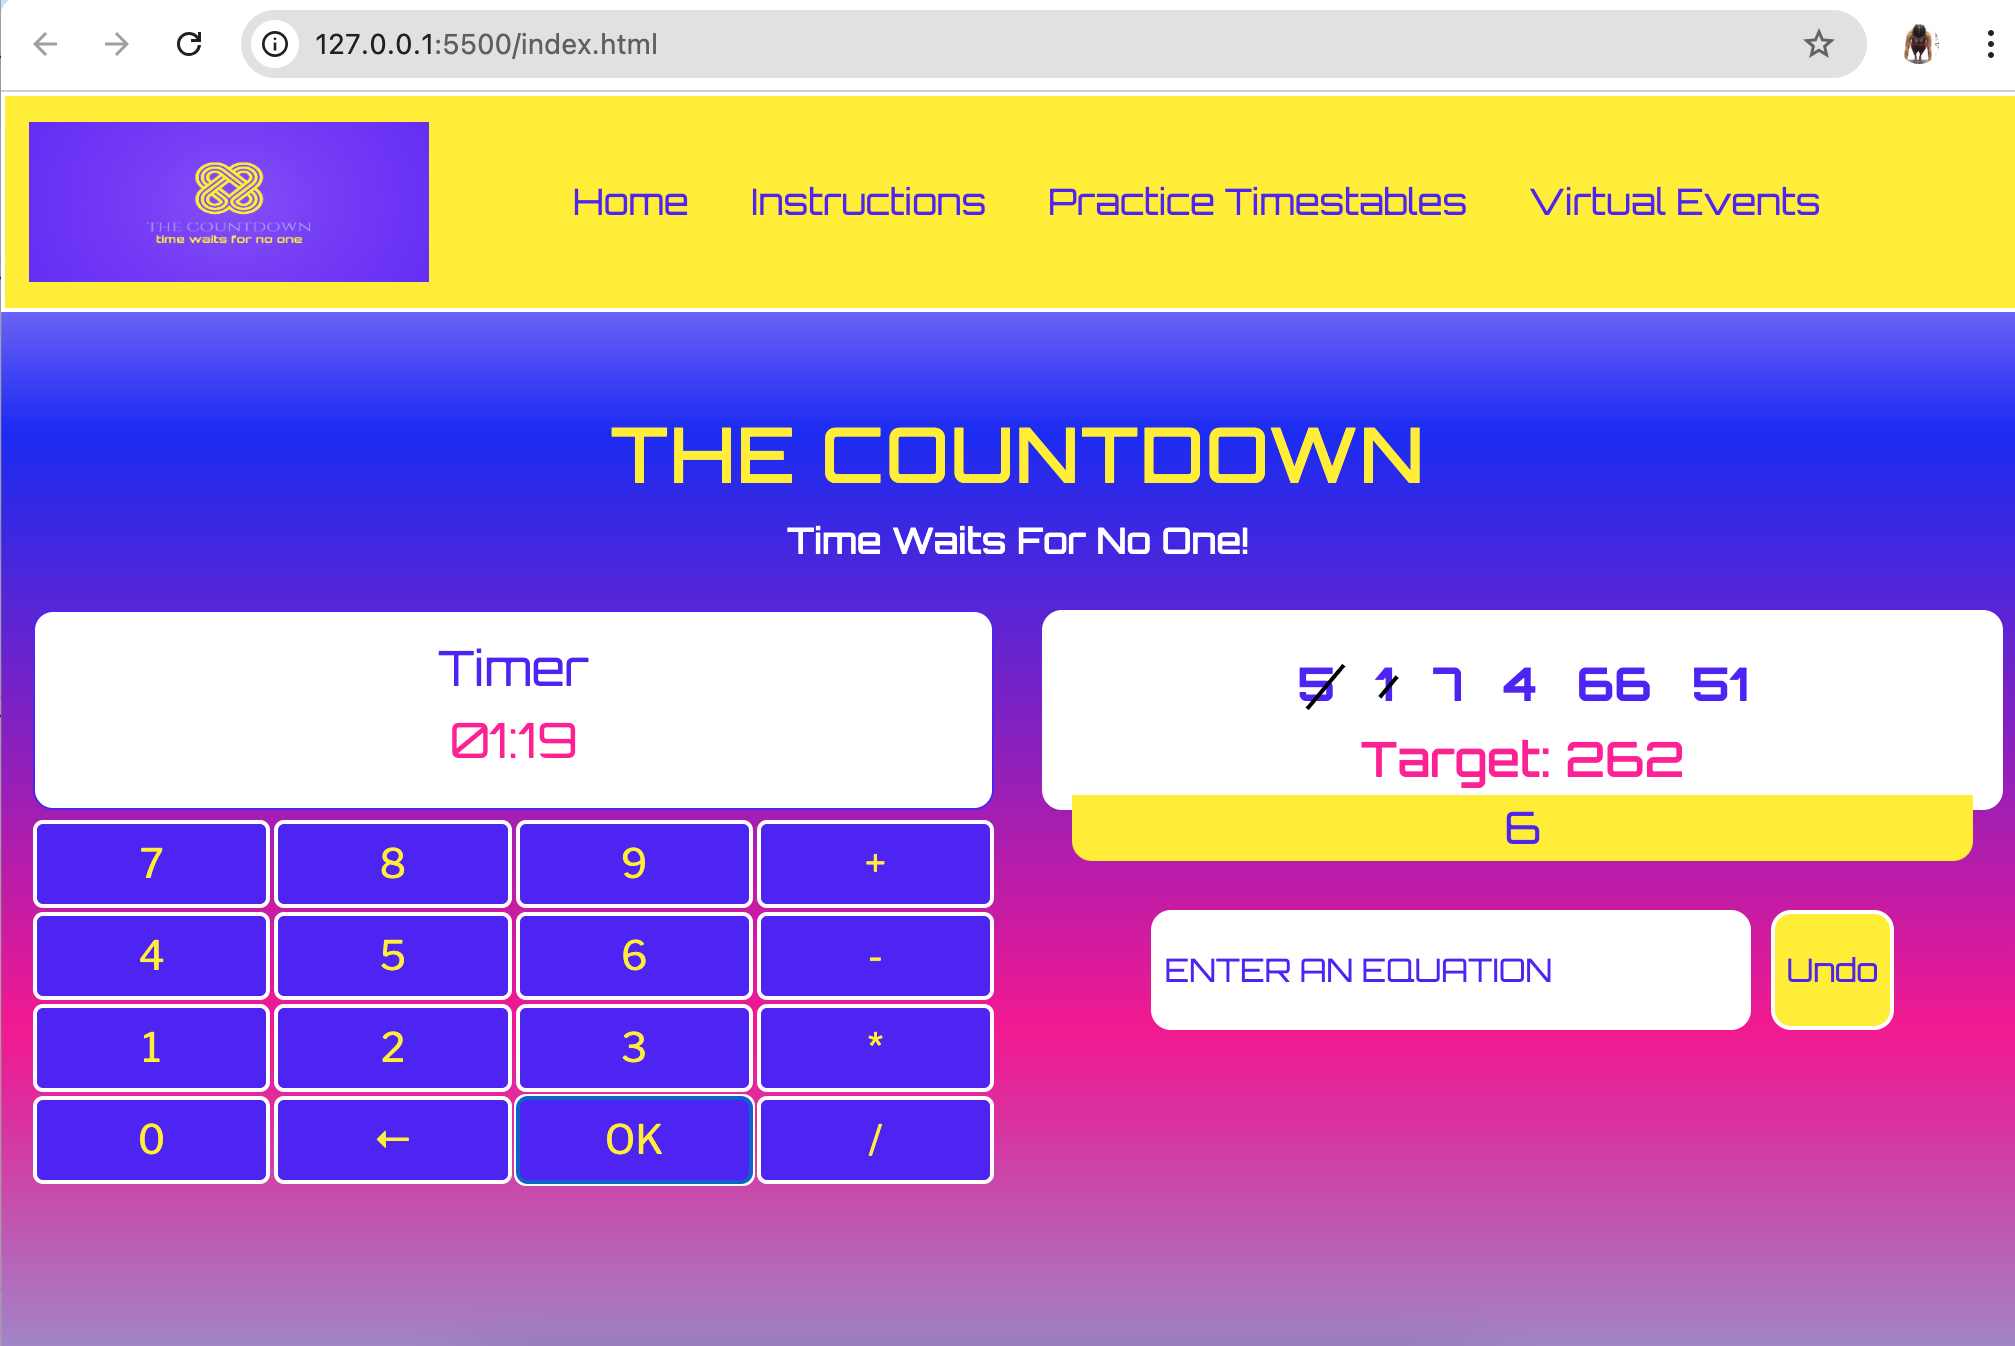 127.0.0.1:5500/index.html
THE COUNTDOWN
time waits for no one
Home Instructions Practice Timestables Virtual Events
THE COUNTDOWN
Time Waits For No One!
Timer
01:19
5 1 7 4 66 51
Target: 262
6
7 8 9 +
4 5 6 -
1 2 3 *
0 ← OK /
ENTER AN EQUATION
Undo